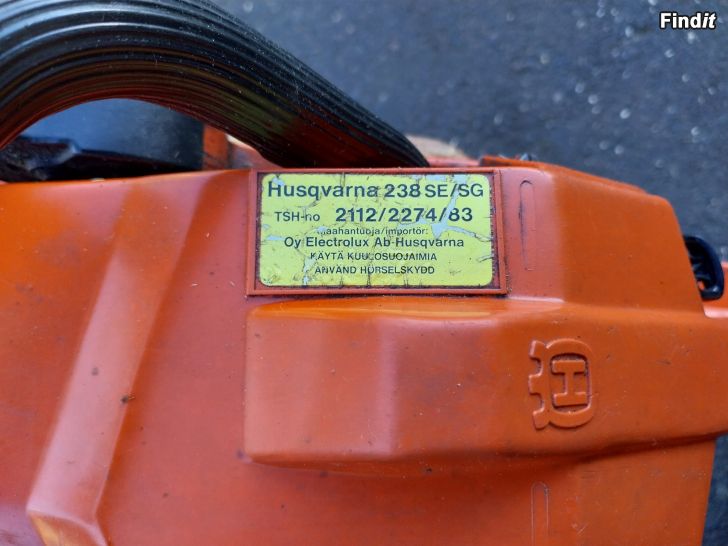 Findit
Husqvarna 238 SE/SG
TSH-no 2112/2274/83
maahantuoja/importör:
Oy Electrolux Ab Husqvarna
KÄYTÄ KUULOSUOJAIMIA
ANVÄND HÖRSELSKYDD
H